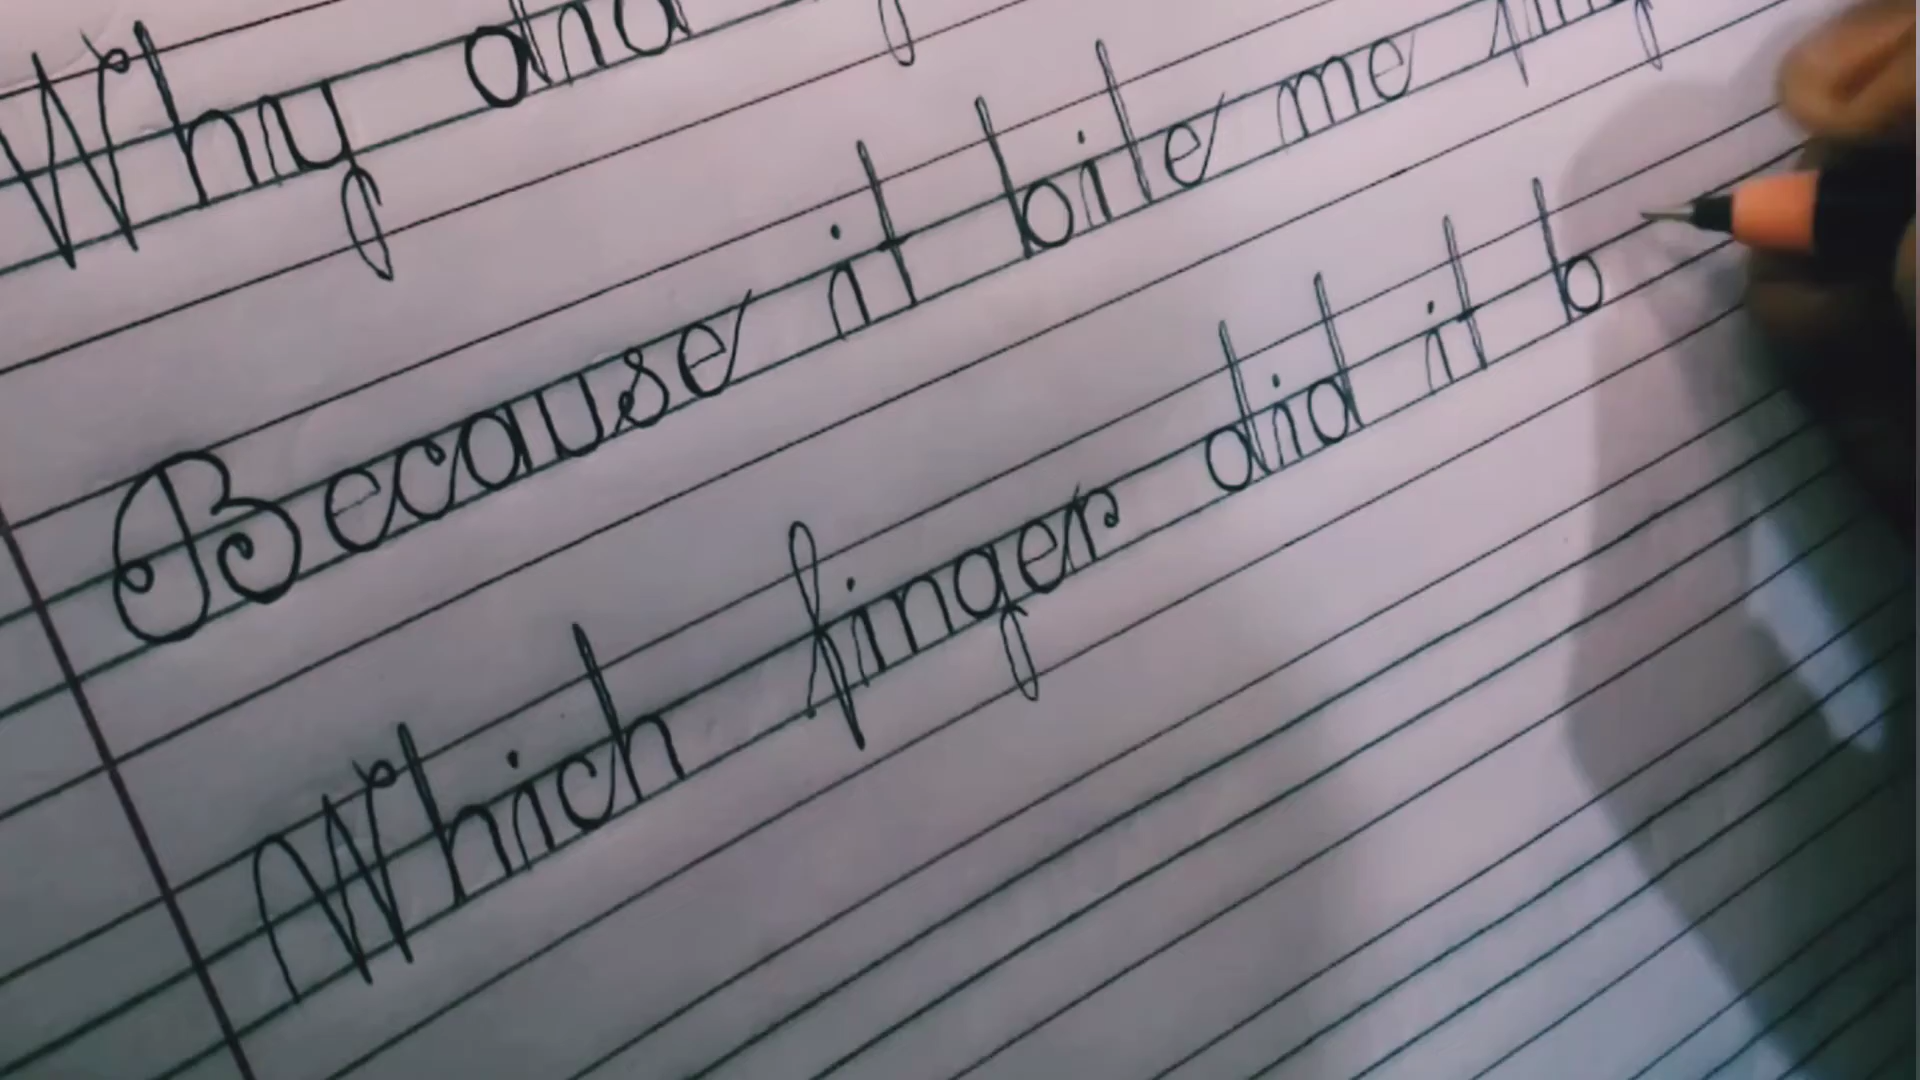 Why did
Because it bite me
Which finger did it b